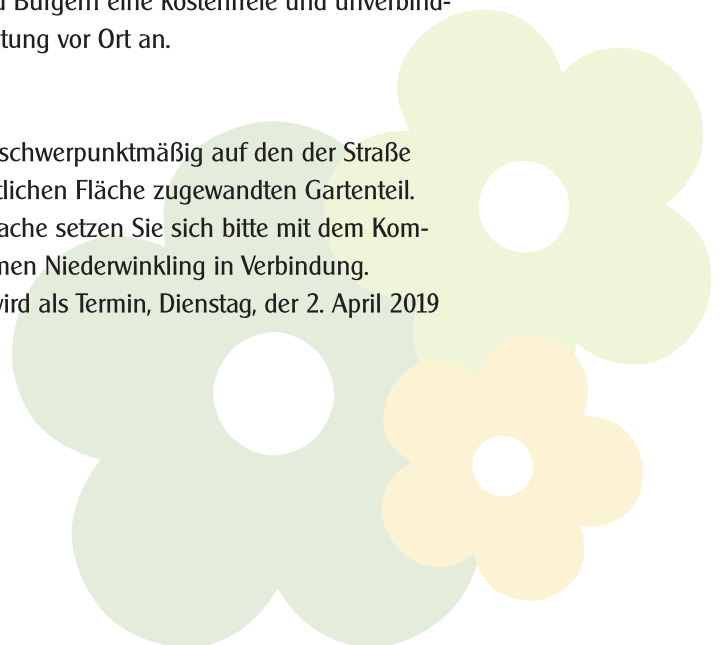 Bürgern eine kostenfreie und unverbind-
tung vor Ort an.
schwerpunktmäßig auf den der Straße
tlichen Fläche zugewandten Gartenteil.
ache setzen Sie sich bitte mit dem Kom-
men Niederwinkling in Verbindung.
wird als Termin, Dienstag, der 2. April 2019